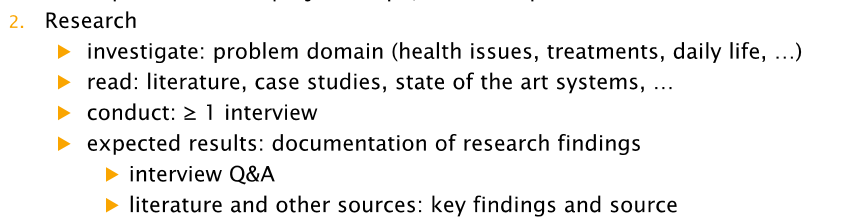 2. Research
▶ investigate: problem domain (health issues, treatments, daily life, …)
▶ read: literature, case studies, state of the art systems, …
▶ conduct: ≥ 1 interview
▶ expected results: documentation of research findings
▶ interview Q&A
▶ literature and other sources: key findings and source